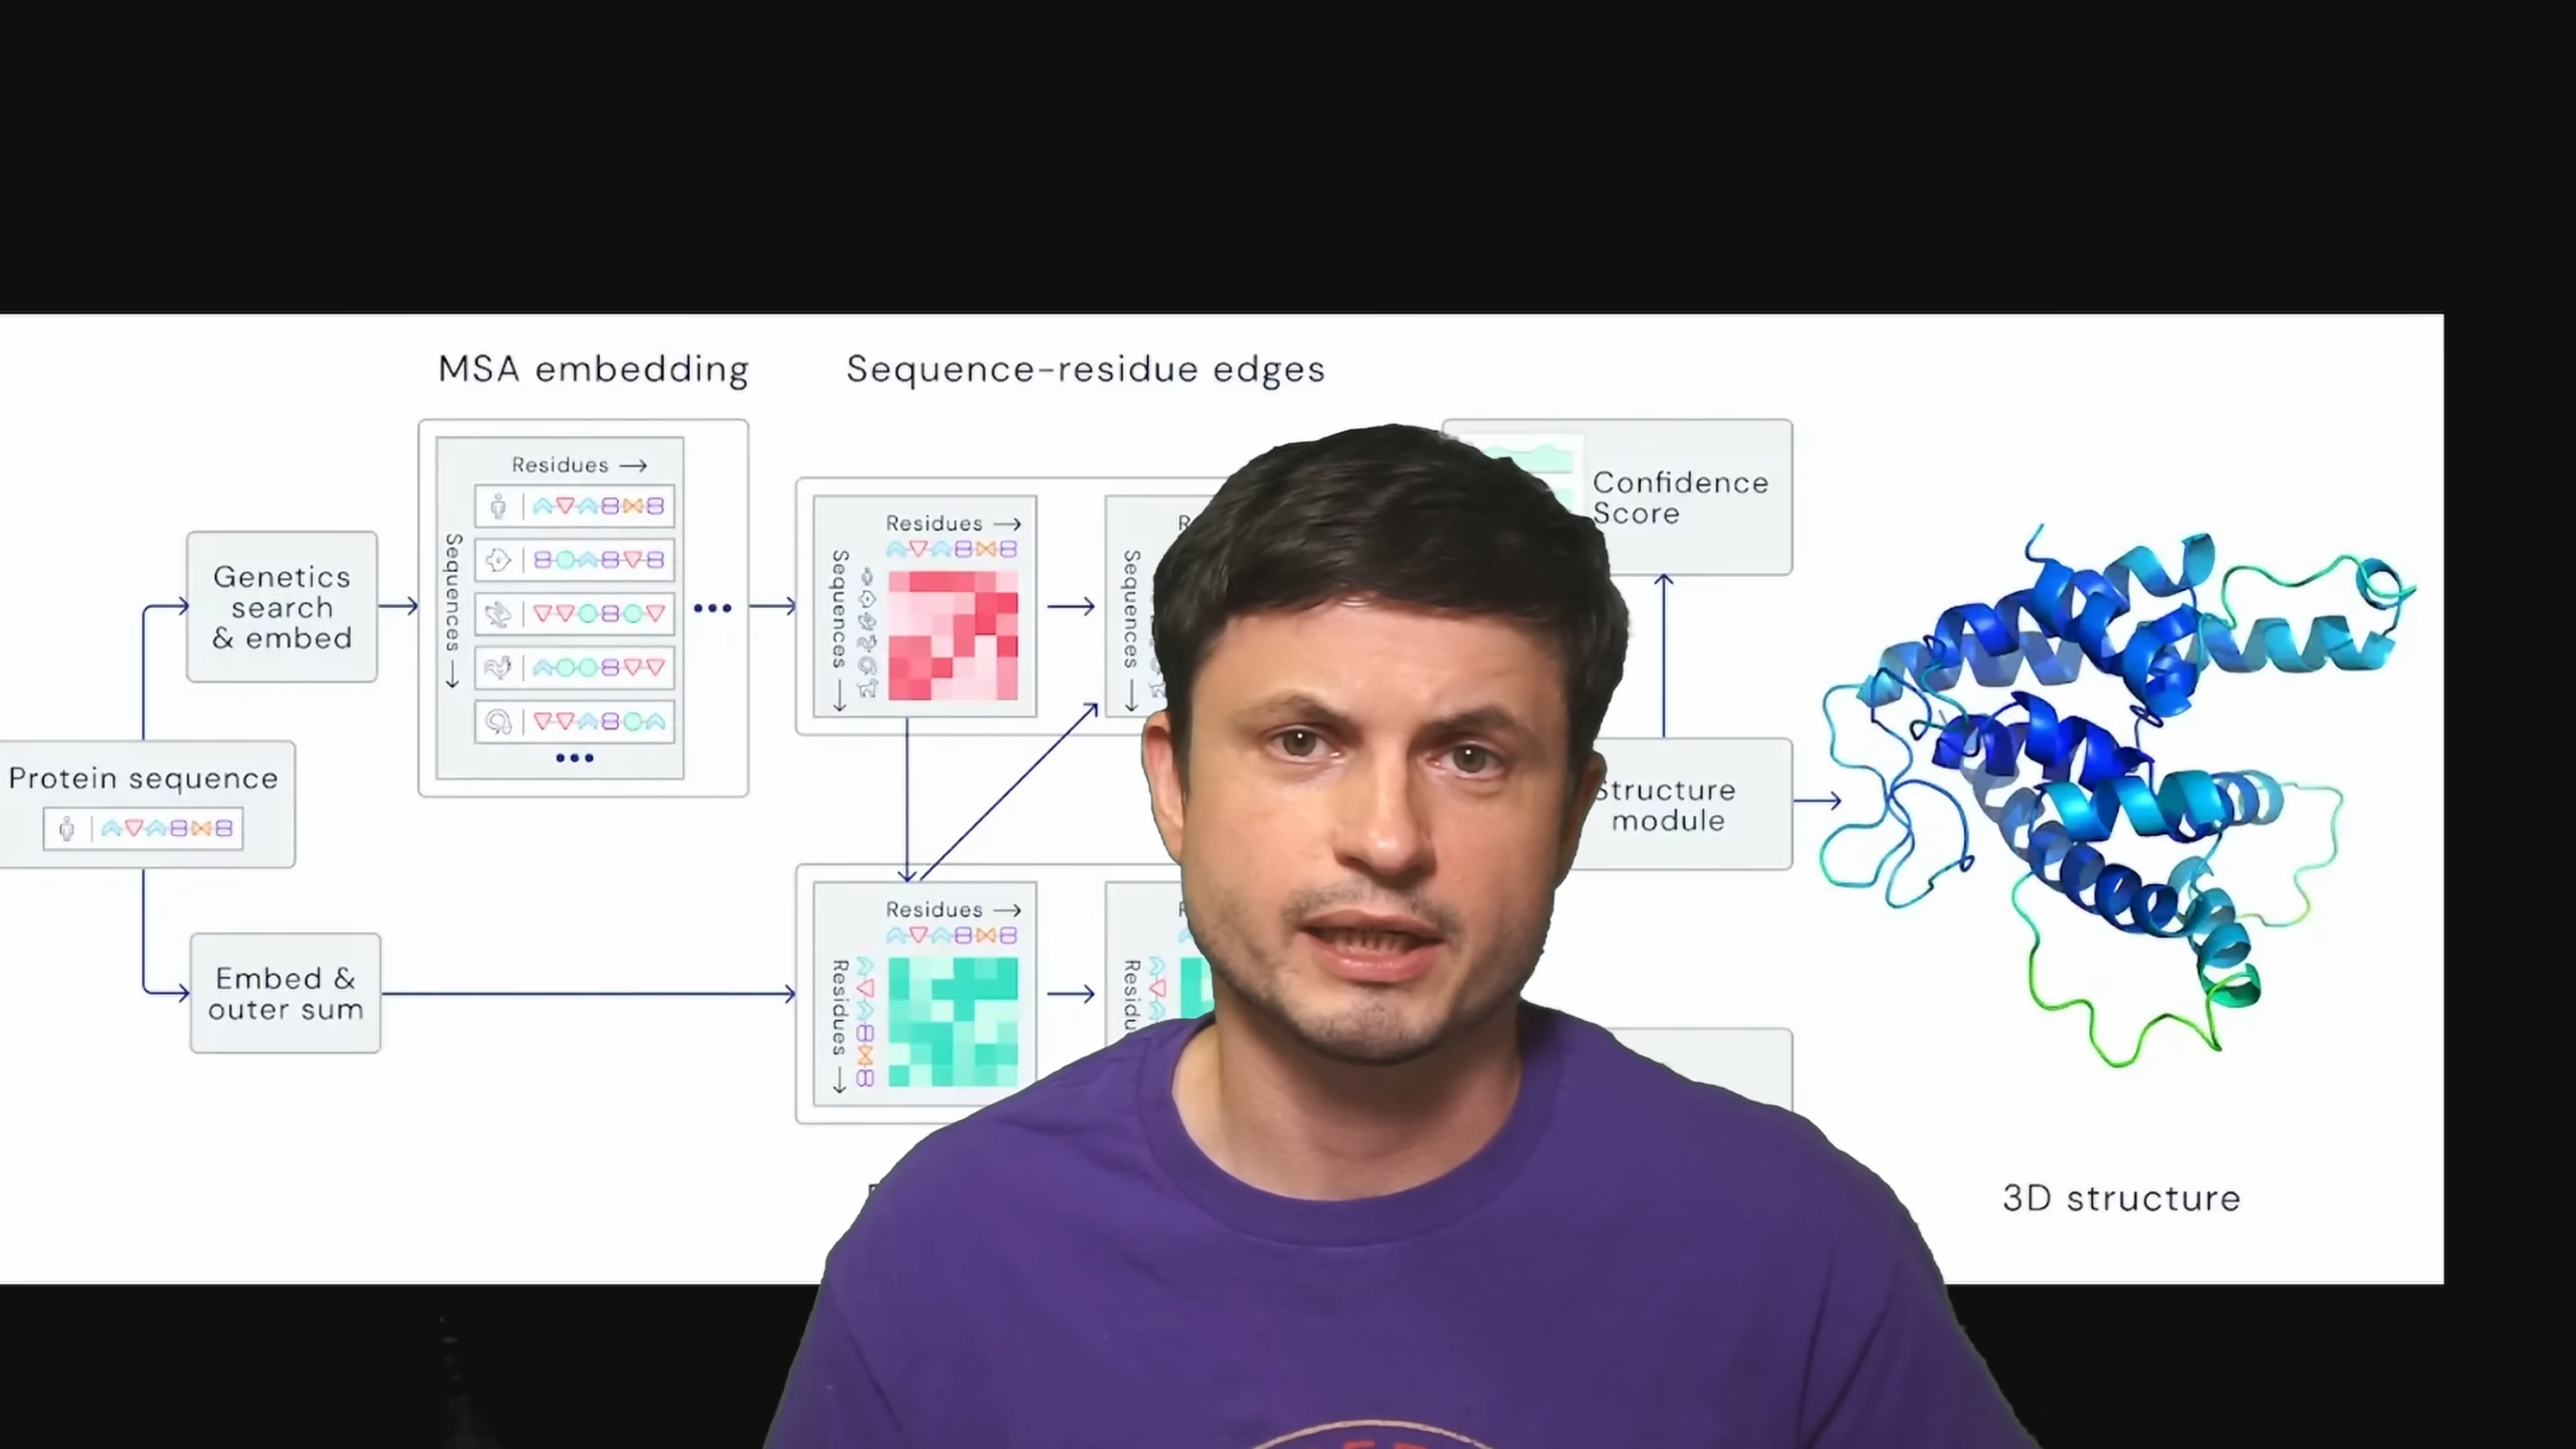 MSA embedding
Sequence-residue edges
Residues →
Sequences →
Genetics
search
& embed
Residues →
Sequences →
Sequences →
Confidence
Score
Protein sequence
Structure
module
Embed &
outer sum
Residues →
Residues →
3D structure